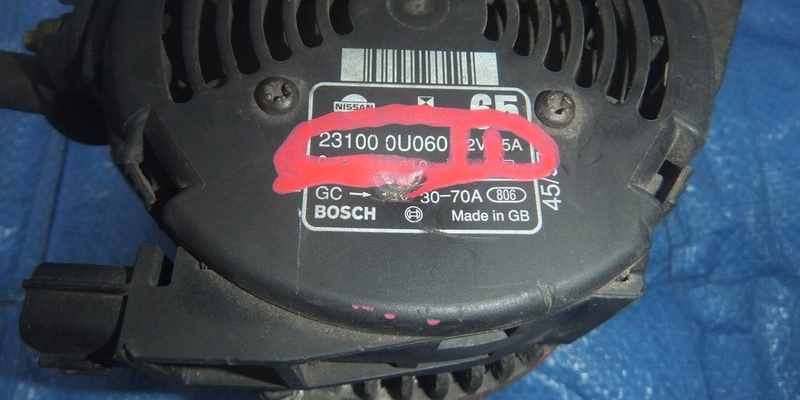 NISSAN 65
23100 0U060
GC → 30-70A 806
BOSCH Made in GB